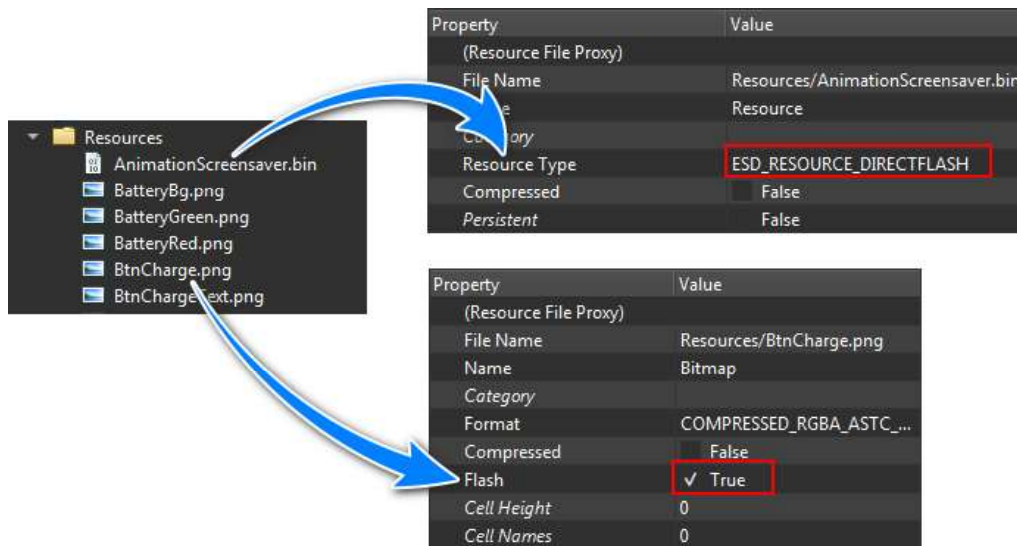 Resources
AnimationScreensaver.bin
BatteryBg.png
BatteryGreen.png
BatteryRed.png
BtnCharge.png
Property Value
(Resource File Proxy)
File Name Resources/AnimationScreensaver.bin
Resource
Resource Type ESD_RESOURCE_DIRECTFLASH
Compressed False
Persistent False
Property Value
(Resource File Proxy)
File Name Resources/BtnCharge.png
Name Bitmap
Category
Format COMPRESSED_RGBA_ASTC_...
Compressed False
Flash True
Cell Height 0
Cell Names 0